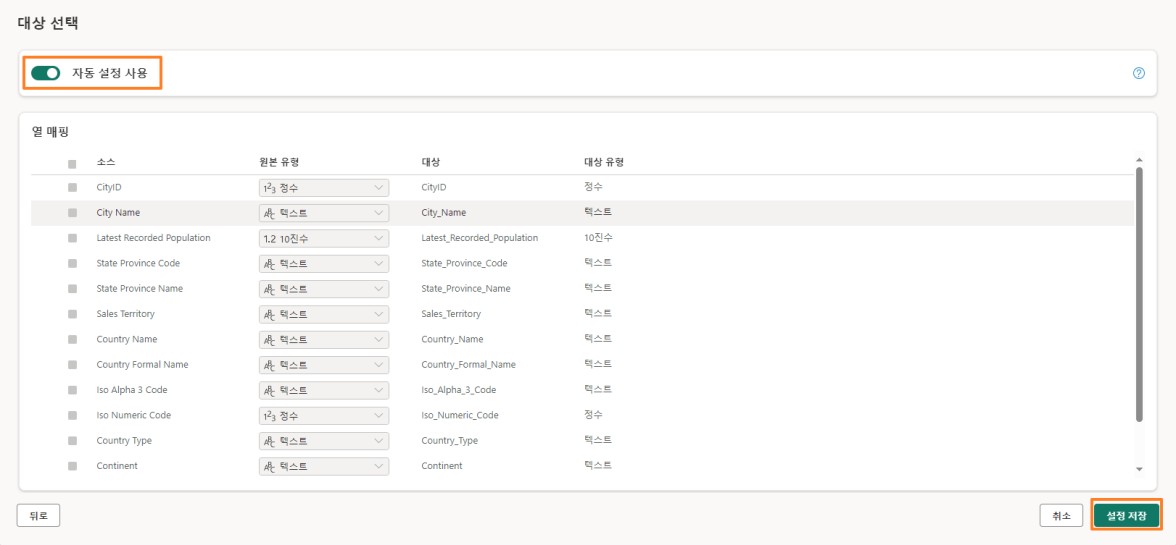 대상 선택
자동 설정 사용
열 매핑
소스 원본 유형 대상 대상 유형
CityID 1²3 정수 CityID 정수
City Name ABC 텍스트 City_Name 텍스트
Latest Recorded Population 1.2 10진수 Latest_Recorded_Population 10진수
State Province Code ABC 텍스트 State_Province_Code 텍스트
State Province Name ABC 텍스트 State_Province_Name 텍스트
Sales Territory ABC 텍스트 Sales_Territory 텍스트
Country Name ABC 텍스트 Country_Name 텍스트
Country Formal Name ABC 텍스트 Country_Formal_Name 텍스트
Iso Alpha 3 Code ABC 텍스트 Iso_Alpha_3_Code 텍스트
Iso Numeric Code 1²3 정수 Iso_Numeric_Code 정수
Country Type ABC 텍스트 Country_Type 텍스트
Continent ABC 텍스트 Continent 텍스트
뒤로 취소 설정 저장